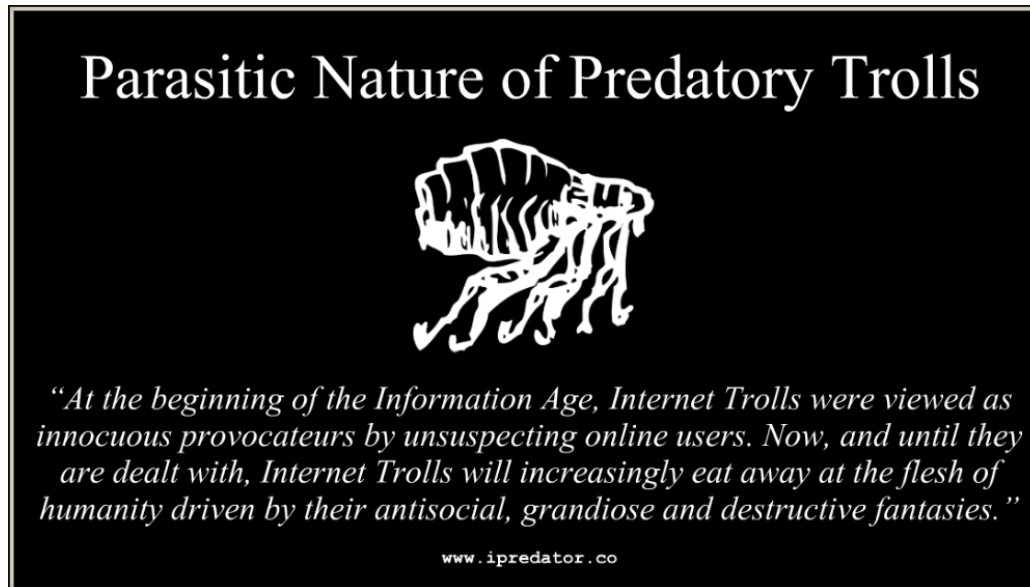 Parasitic Nature of Predatory Trolls
“At the beginning of the Information Age, Internet Trolls were viewed as
innocuous provocateurs by unsuspecting online users. Now, and until they
are dealt with, Internet Trolls will increasingly eat away at the flesh of
humanity driven by their antisocial, grandiose and destructive fantasies.”
www.ipredator.co